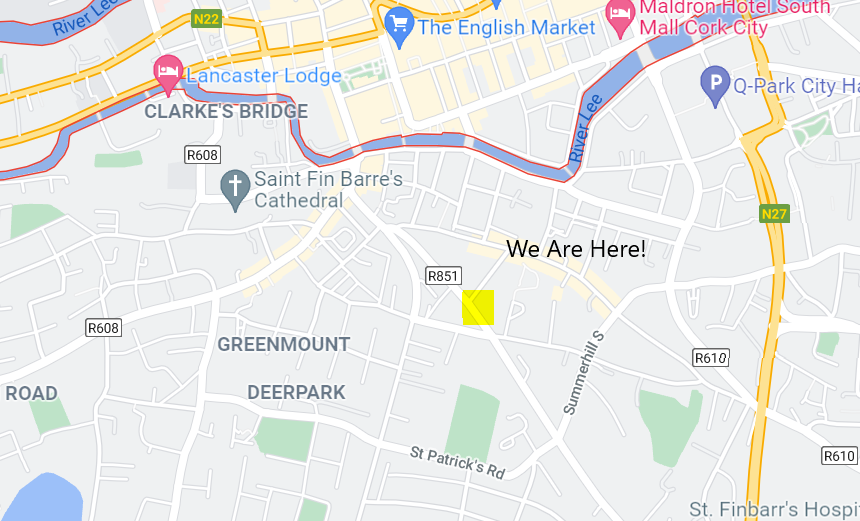 River Lee
N22
The English Market
Maldron Hotel South
Mall Cork City
Lancaster Lodge
CLARKE'S BRIDGE
P
Q-Park City Ha
River Lee
R608
Saint Fin Barre's
Cathedral
N27
We Are Here!
R851
R608
GREENMOUNT
Summerhill S
R610
DEERPARK
ROAD
St Patrick's Rd
R610
St. Finbarr's Hospi